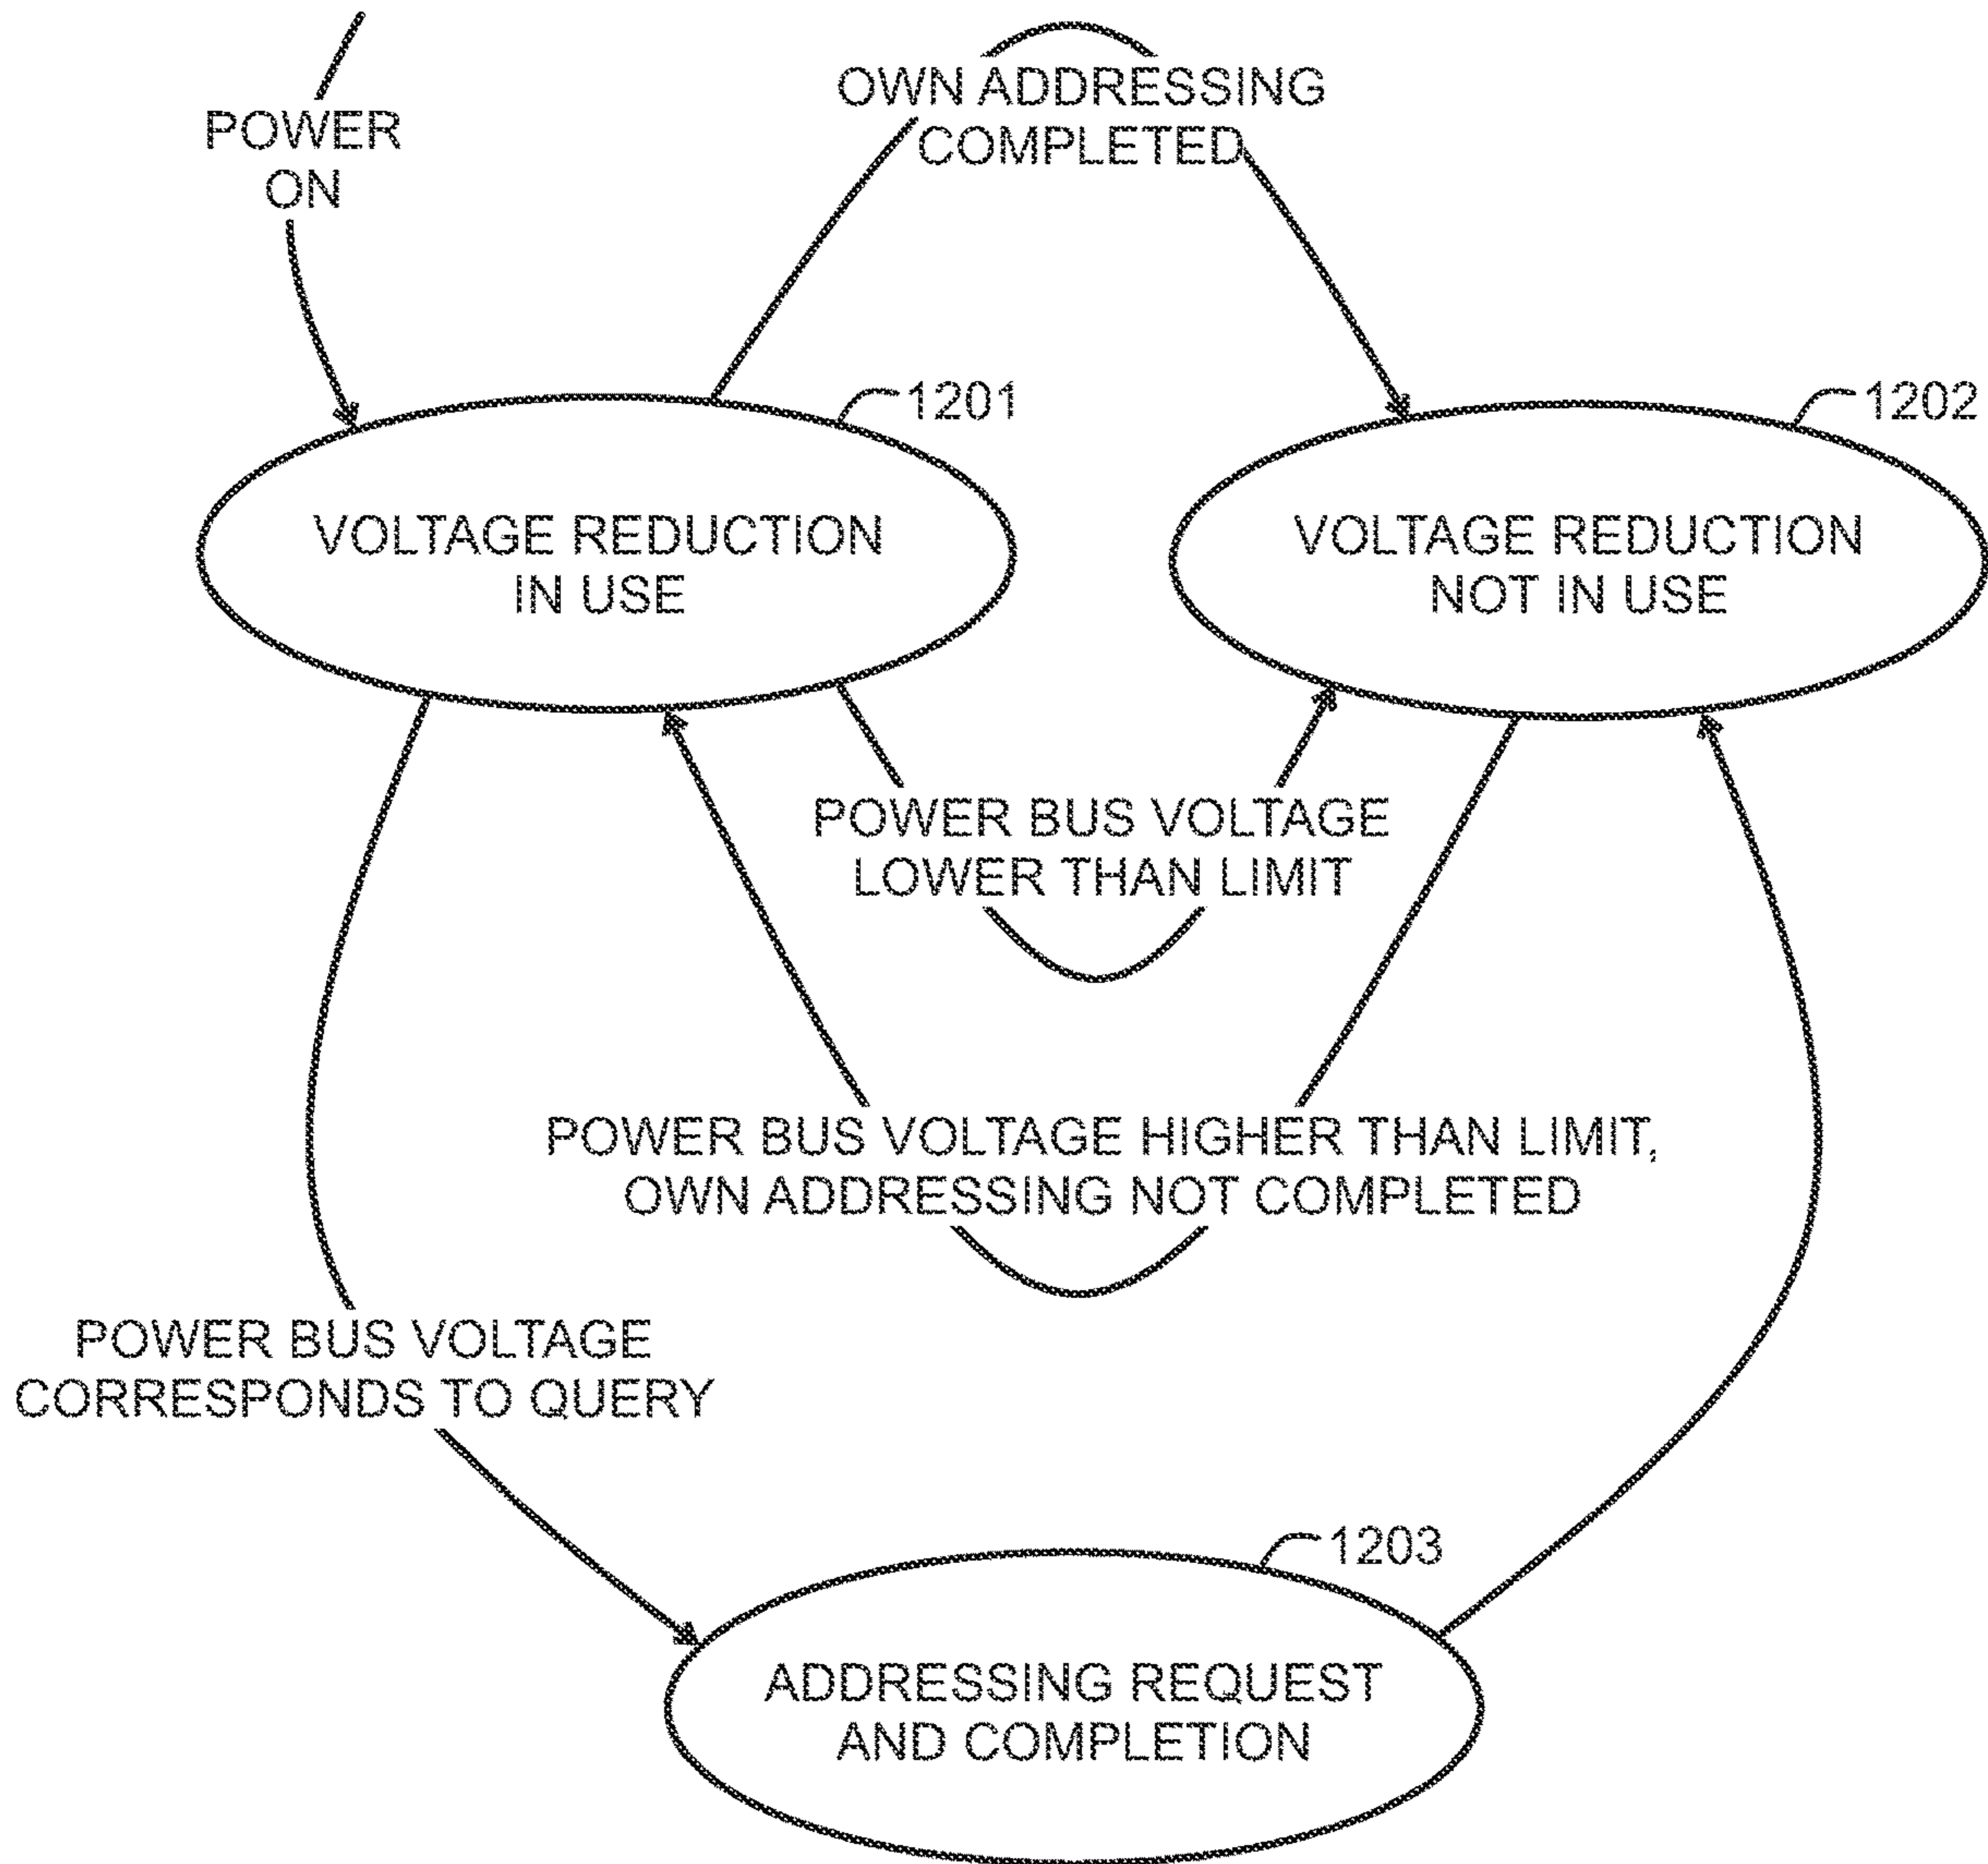 OWN ADDRESSING
COMPLETED
POWER
ON
1201
1202
VOLTAGE REDUCTION
IN USE
VOLTAGE REDUCTION
NOT IN USE
POWER BUS VOLTAGE
LOWER THAN LIMIT
POWER BUS VOLTAGE HIGHER THAN LIMIT,
OWN ADDRESSING NOT COMPLETED
POWER BUS VOLTAGE
CORRESPONDS TO QUERY
1203
ADDRESSING REQUEST
AND COMPLETION